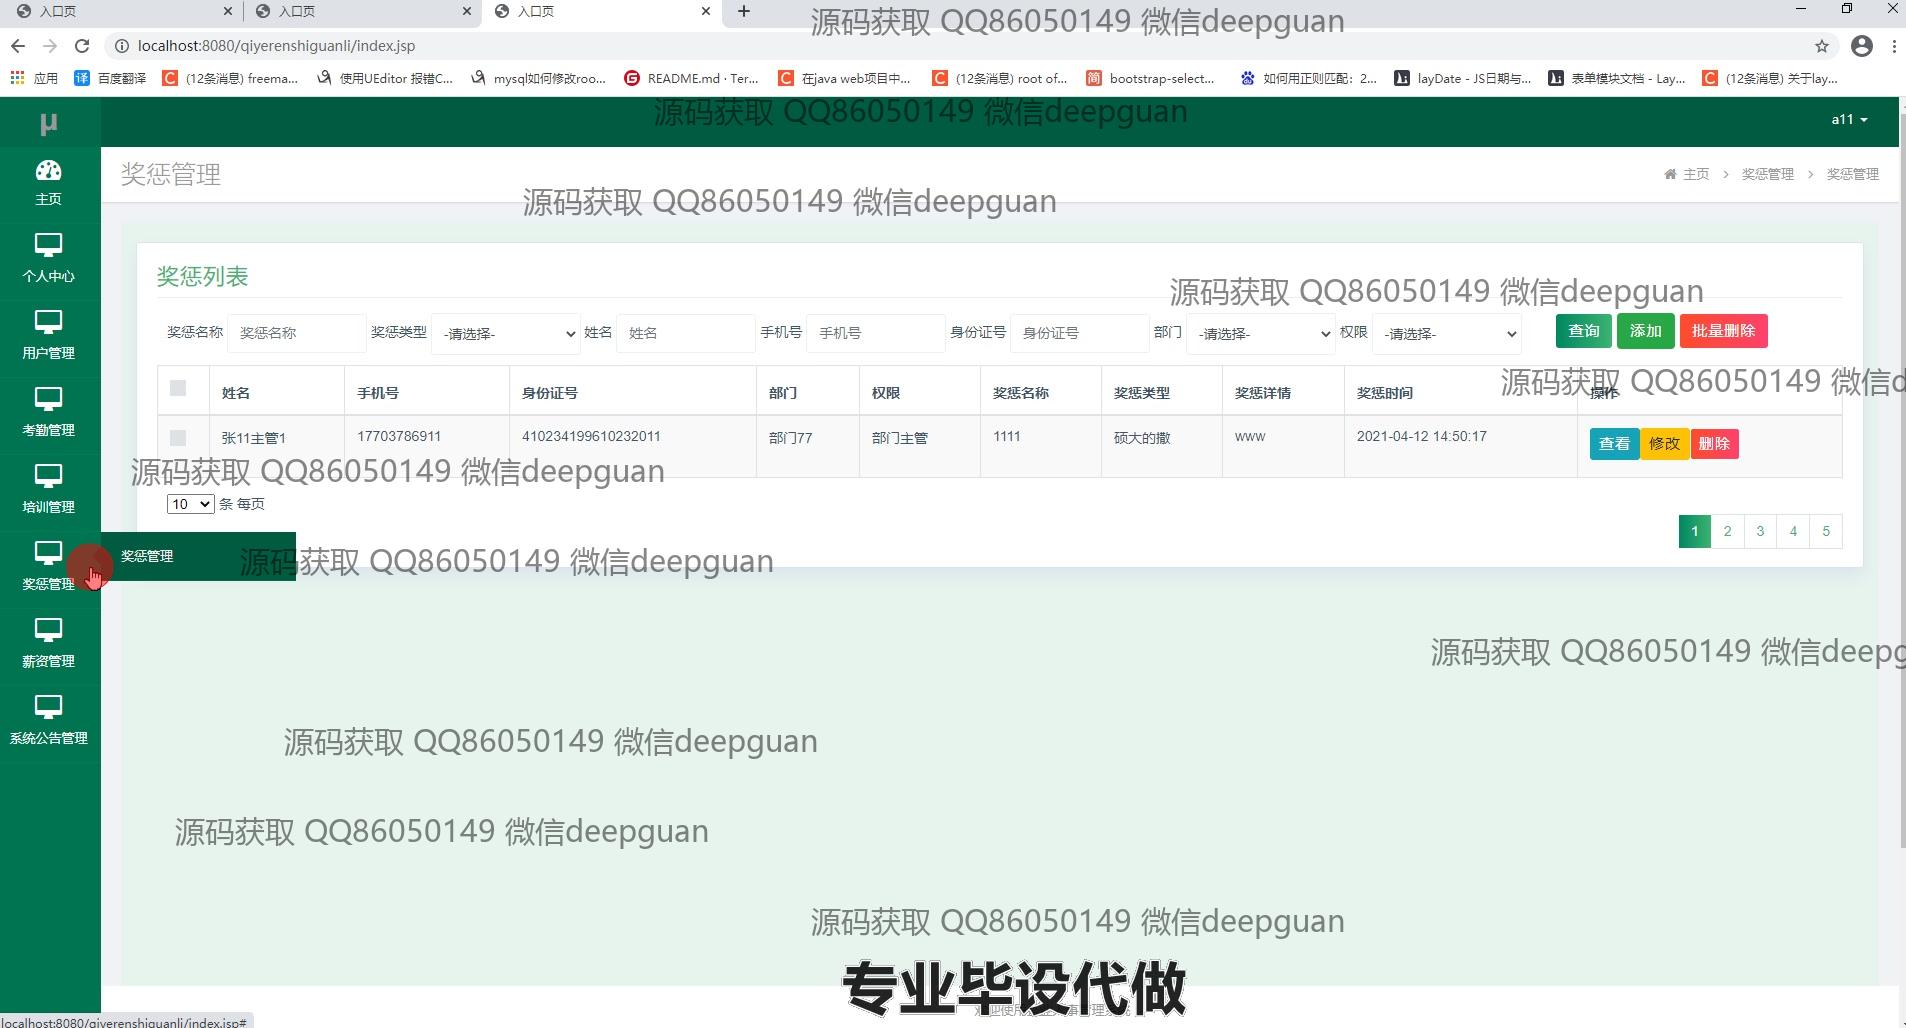 入口页
入口页
入口页
源码获取 QQ86050149 微信deepguan
localhost:8080/qiyerenshiguanli/index.jsp
应用 百度翻译 (12条消息) freema... 使用UEditor 报错C... mysql如何修改roo... README.md · Ter... 在java web项目中... (12条消息) root of... bootstrap-select... 如何用正则匹配：2... layDate - JS日期与... 表单模块文档 - Lay... (12条消息) 关于lay...
源码获取 QQ86050149 微信deepguan
μ
a11
主页
奖惩管理
主页 > 奖惩管理 > 奖惩管理
源码获取 QQ86050149 微信deepguan
个人中心
奖惩列表
源码获取 QQ86050149 微信deepguan
用户管理
奖惩名称 奖惩名称 奖惩类型 -请选择- 姓名 姓名 手机号 手机号 身份证号 身份证号 部门 -请选择- 权限 -请选择- 查询 添加 批量删除
源码获取 QQ86050149 微信d
姓名 手机号 身份证号 部门 权限 奖惩名称 奖惩类型 奖惩详情 奖惩时间 操作
考勤管理
张11主管1 17703786911 410234199610232011 部门77 部门主管 1111 硕大的撒 www 2021-04-12 14:50:17 查看 修改 删除
源码获取 QQ86050149 微信deepguan
培训管理
10 条 每页
1 2 3 4 5
奖惩管理
奖惩管理
源码获取 QQ86050149 微信deepguan
薪资管理
源码获取 QQ86050149 微信deepg
系统公告管理
源码获取 QQ86050149 微信deepguan
源码获取 QQ86050149 微信deepguan
源码获取 QQ86050149 微信deepguan
专业毕设代做
localhost:8080/qiyerenshiguanli/index.jsp#